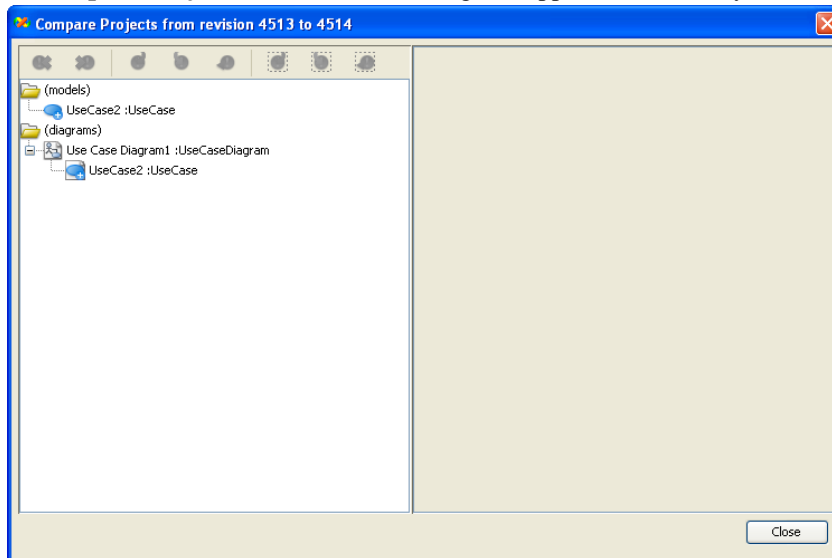 Compare Projects from revision 4513 to 4514
(models)
UseCase2 :UseCase
(diagrams)
Use Case Diagram1 :UseCaseDiagram
UseCase2 :UseCase
Close